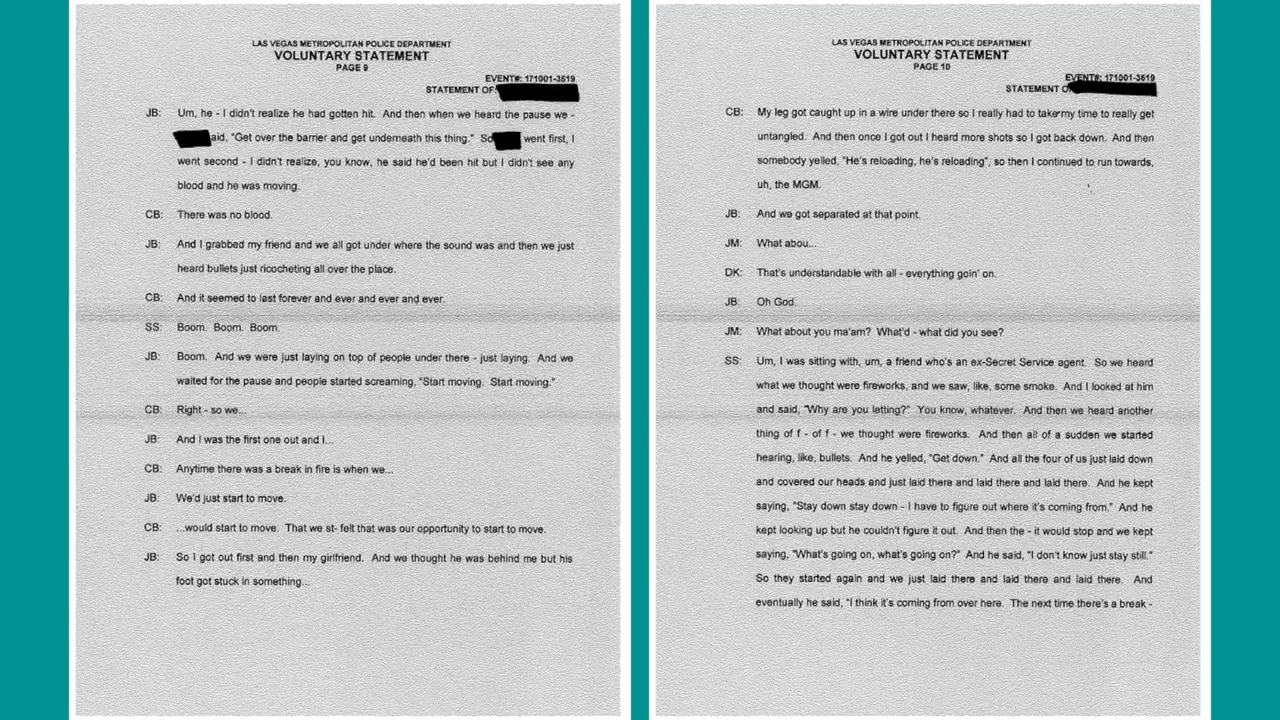 LAS VEGAS METROPOLITAN POLICE DEPARTMENT
VOLUNTARY STATEMENT
PAGE 9
EVENT#: 171001-3519
STATEMENT OF:
JB: Um, he - I didn't realize he had gotten hit. And then when we heard the pause we -
aid, "Get over the barrier and get underneath this thing." So went first, I
went second - I didn't realize, you know, he said he'd been hit but I didn't see any
blood and he was moving.
CB: There was no blood.
JB: And I grabbed my friend and we all got under where the sound was and then we just
heard bullets just ricocheting all over the place.
CB: And it seemed to last forever and ever and ever and ever.
SS: Boom. Boom. Boom.
JB: Boom. And we were just laying on top of people under there - just laying. And we
waited for the pause and people started screaming, "Start moving. Start moving."
CB: Right - so we...
JB: And I was the first one out and I...
CB: Anytime there was a break in fire is when we...
JB: We'd just start to move.
CB: ...would start to move. That we st- felt that was our opportunity to start to move.
JB: So I got out first and then my girlfriend. And we thought he was behind me but his
foot got stuck in something...
LAS VEGAS METROPOLITAN POLICE DEPARTMENT
VOLUNTARY STATEMENT
PAGE 10
EVENT#: 171001-3519
STATEMENT O
CB: My leg got caught up in a wire under there so I really had to take my time to really get
untangled. And then once I got out I heard more shots so I got back down. And then
somebody yelled, "He's reloading, he's reloading", so then I continued to run towards,
uh, the MGM.
JB: And we got separated at that point.
JM: What abou...
DK: That's understandable with all - everything goin' on.
JB: Oh God.
JM: What about you ma'am? What'd - what did you see?
SS: Um, I was sitting with, um, a friend who's an ex-Secret Service agent. So we heard
what we thought were fireworks, and we saw, like, some smoke. And I looked at him
and said, "Why are you letting?" You know, whatever. And then we heard another
thing of f - of f - we thought were fireworks. And then all of a sudden we started
hearing, like, bullets. And he yelled, "Get down." And all the four of us just laid down
and covered our heads and just laid there and laid there and laid there. And he kept
saying, "Stay down stay down - I have to figure out where it's coming from." And he
kept looking up but he couldn't figure it out. And then the - it would stop and we kept
saying, "What's going on, what's going on?" And he said, "I don't know just stay still."
So they started again and we just laid there and laid there and laid there. And
eventually he said, "I think it's coming from over here. The next time there's a break -